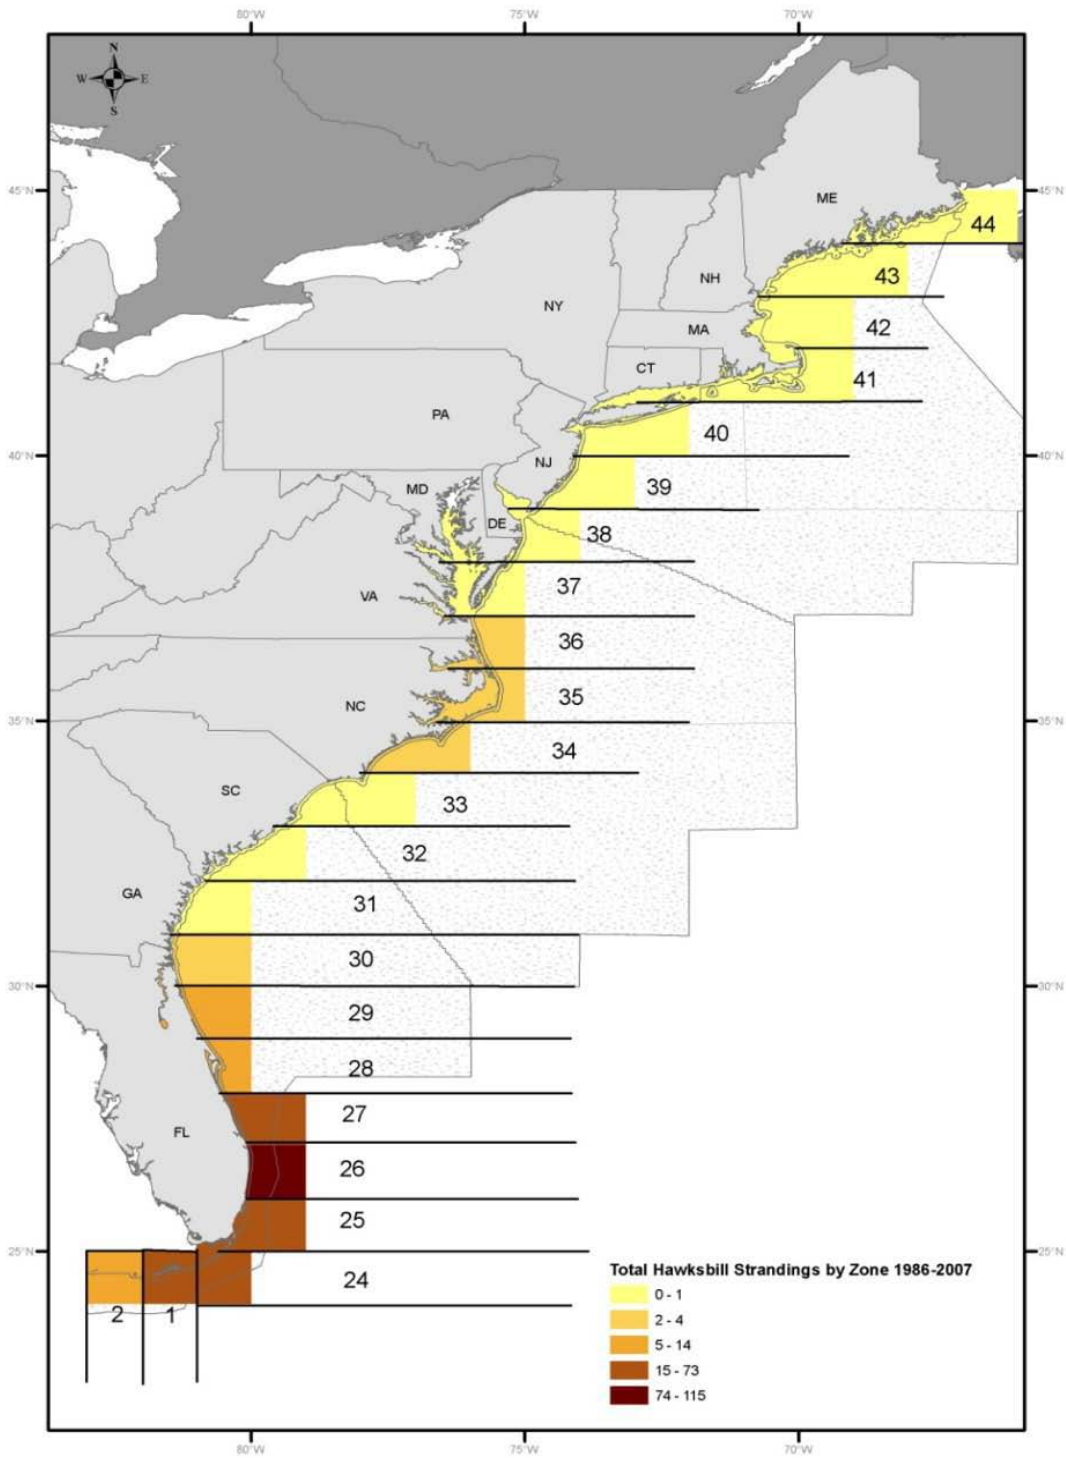 80°W 75°W 70°W
N
W E
S
45°N 45°N
ME
44
43
NH
NY
42
MA
CT
41
PA
40
40°N 40°N
NJ
39
MD
DE
38
37
VA
36
35
NC
35°N 35°N
34
SC
33
32
GA
31
30
30°N 30°N
29
28
27
FL
26
25
25°N 25°N
24
2 1
Total Hawksbill Strandings by Zone 1986-2007
0 - 1
2 - 4
5 - 14
15 - 73
74 - 115
80°W 75°W 70°W